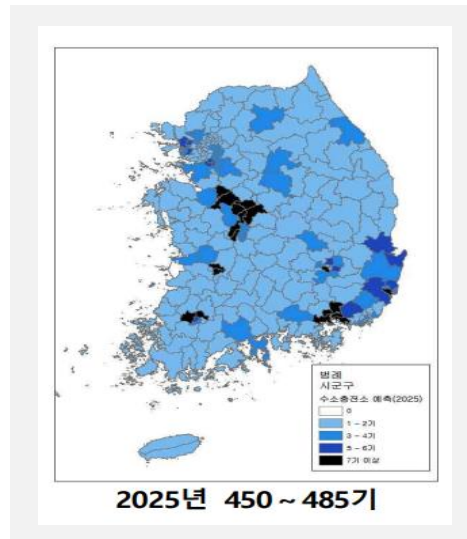 범례
시군구
수소충전소 예측(2025)
0
1 ~ 2기
3 ~ 4기
5 ~ 6기
7기 이상
2025년 450 ~ 485기